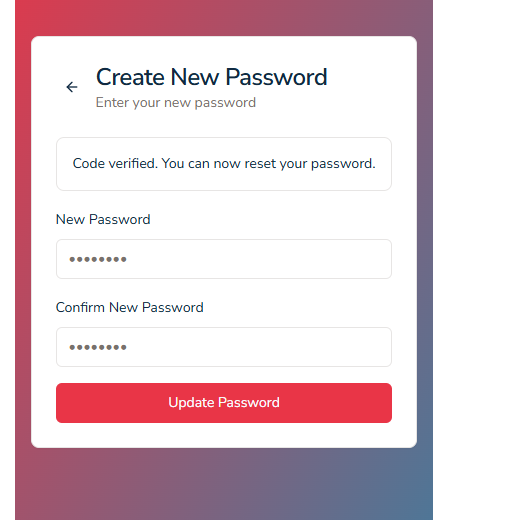 Create New Password
Enter your new password
Code verified. You can now reset your password.
New Password
••••••••
Confirm New Password
••••••••
Update Password